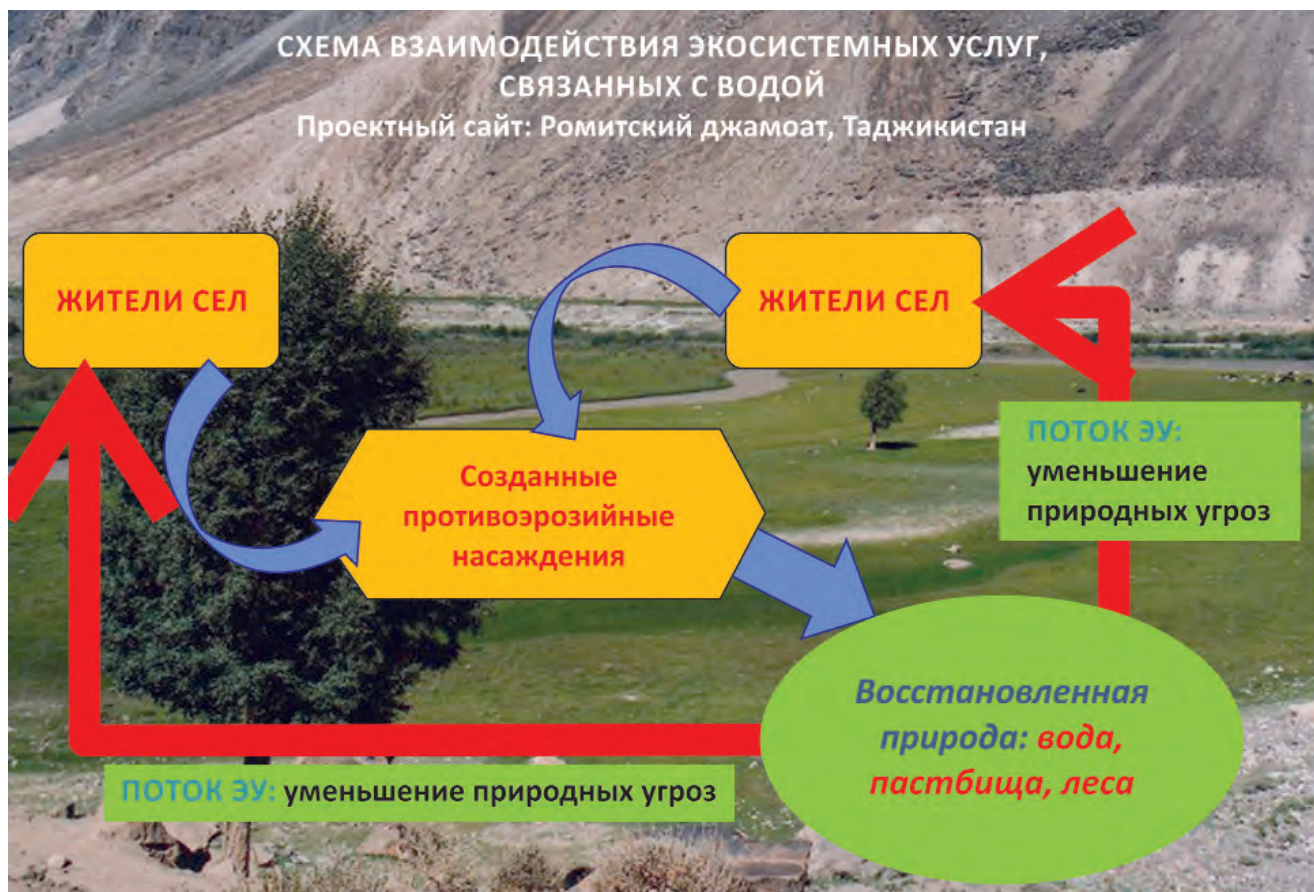 СХЕМА ВЗАИМОДЕЙСТВИЯ ЭКОСИСТЕМНЫХ УСЛУГ,
СВЯЗАННЫХ С ВОДОЙ
Проектный сайт: Ромитский джамоат, Таджикистан
ЖИТЕЛИ СЕЛ
ЖИТЕЛИ СЕЛ
ПОТОК ЭУ:
уменьшение
природных угроз
Созданные
противоэрозийные
насаждения
Восстановленная
природа: вода,
пастбища, леса
ПОТОК ЭУ: уменьшение природных угроз